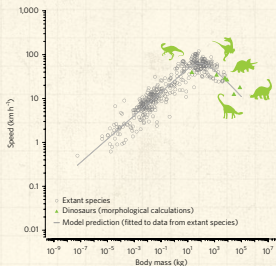 1,000
100
10
1
0.1
0.01
Speed (km h⁻¹)
Extant species
Dinosaurs (morphological calculations)
Model prediction (fitted to data from extant species)
10⁻⁹ 10⁻⁷ 10⁻⁵ 10⁻³ 10⁻¹ 10¹ 10³ 10⁵ 10⁷
Body mass (kg)